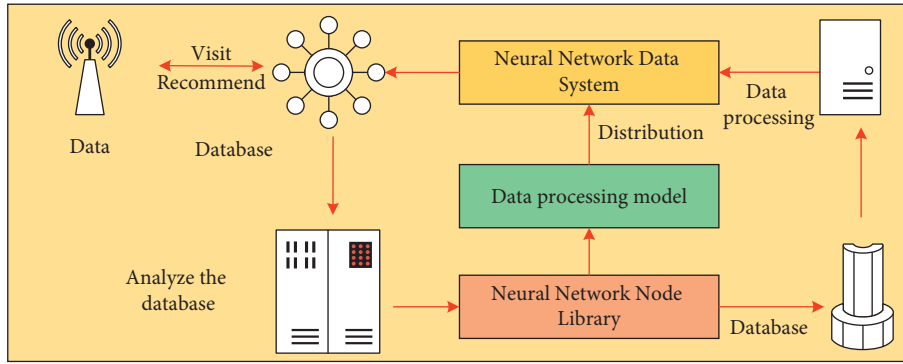 Visit
Recommend
Data
Database
Neural Network Data
System
Data
processing
Distribution
Data processing model
Analyze the
database
Neural Network Node
Library
Database